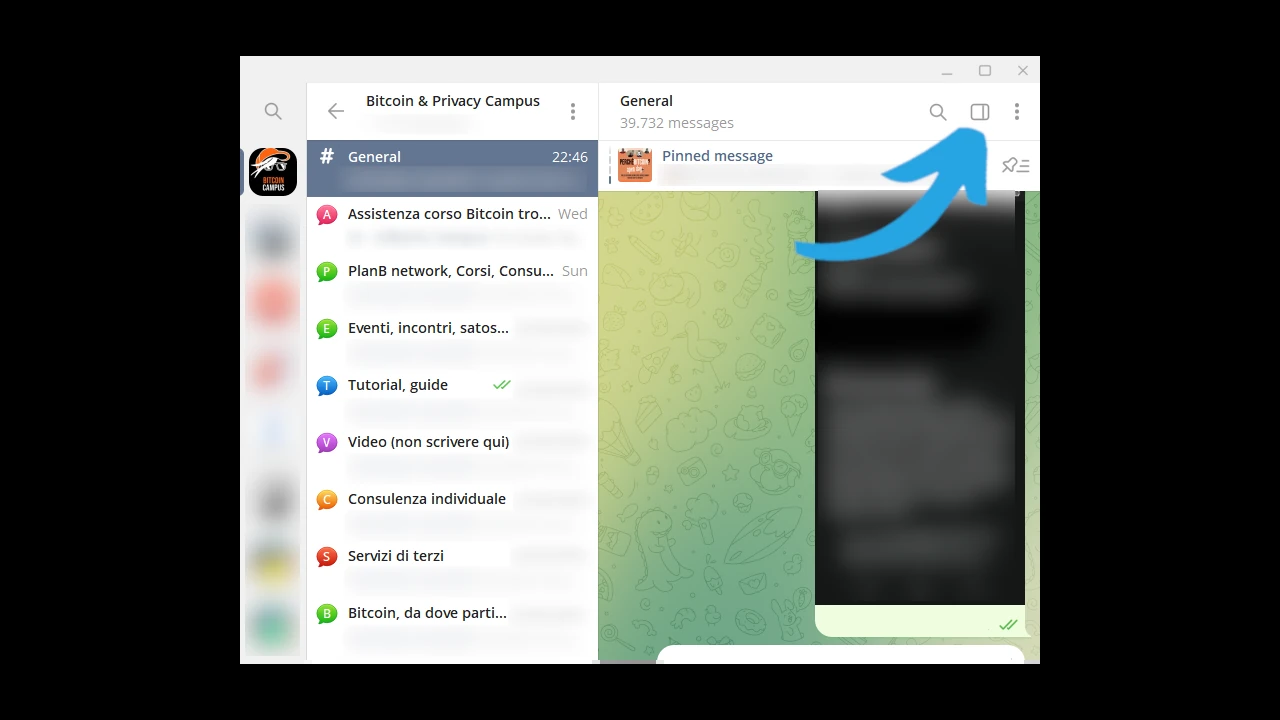 Bitcoin & Privacy Campus
General
39.732 messages
Pinned message
BITCOIN
CAMPUS
# General 22:46
A Assistenza corso Bitcoin tro... Wed
P PlanB network, Corsi, Consu... Sun
E Eventi, incontri, satos...
T Tutorial, guide
V Video (non scrivere qui)
C Consulenza individuale
S Servizi di terzi
B Bitcoin, da dove parti...